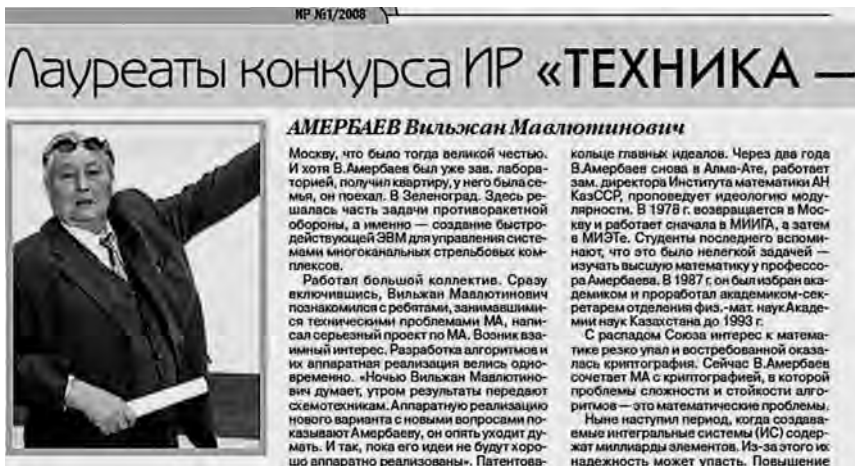 ИР №1/2008
Лауреаты конкурса ИР «ТЕХНИКА —
АМЕРБАЕВ Вильжан Мавлютинович
Москву, что было тогда великой честью.
И хотя В.Амербаев был уже зав. лабора-
торией, получил квартиру, у него была се-
мья, он поехал. В Зеленоград. Здесь ре-
шалась часть задачи противоракетной
обороны, а именно — создание быстро-
действующей ЭВМ для управления систе-
мами многоканальных стрельбовых ком-
плексов.
Работал большой коллектив. Сразу
включившись, Вильжан Мавлютинович
познакомился с ребятами, занимавшими-
ся техническими проблемами МА, напи-
сал серьезный проект по МА. Возник вза-
имный интерес. Разработка алгоритмов и
их аппаратная реализация велись одно-
временно. «Ночью Вильжан Мавлютино-
вич думает, утром результаты передают
схемотехникам. Аппаратную реализацию
нового варианта с новыми вопросами по-
казывают Амербаеву, он опять уходит ду-
мать. И так, пока его идеи не будут хоро-
шо аппаратно реализованы». Патентова-
кольце главных идеалов. Через два года
В.Амербаев снова в Алма-Ате, работает
зам. директора Института математики АН
КазССР, проповедует идеологию моду-
лярности. В 1978 г. возвращается в Мос-
кву и работает сначала в МИИГА, а затем
в МИЭТе. Студенты последнего вспоми-
нают, что это было нелегкой задачей —
изучать высшую математику у профессо-
ра Амербаева. В 1987 г. он был избран ака-
демиком и проработал академиком-сек-
ретарем отделения физ.-мат. наук Акаде-
мии наук Казахстана до 1993 г.
С распадом Союза интерес к матема-
тике резко упал и востребованной оказа-
лась криптография. Сейчас В.Амербаев
сочетает МА с криптографией, в которой
проблемы сложности и стойкости алго-
ритмов — это математические проблемы.
Ныне наступил период, когда создава-
емые интегральные системы (ИС) содер-
жат миллиарды элементов. Из-за этого их
надежность может упасть. Повышение